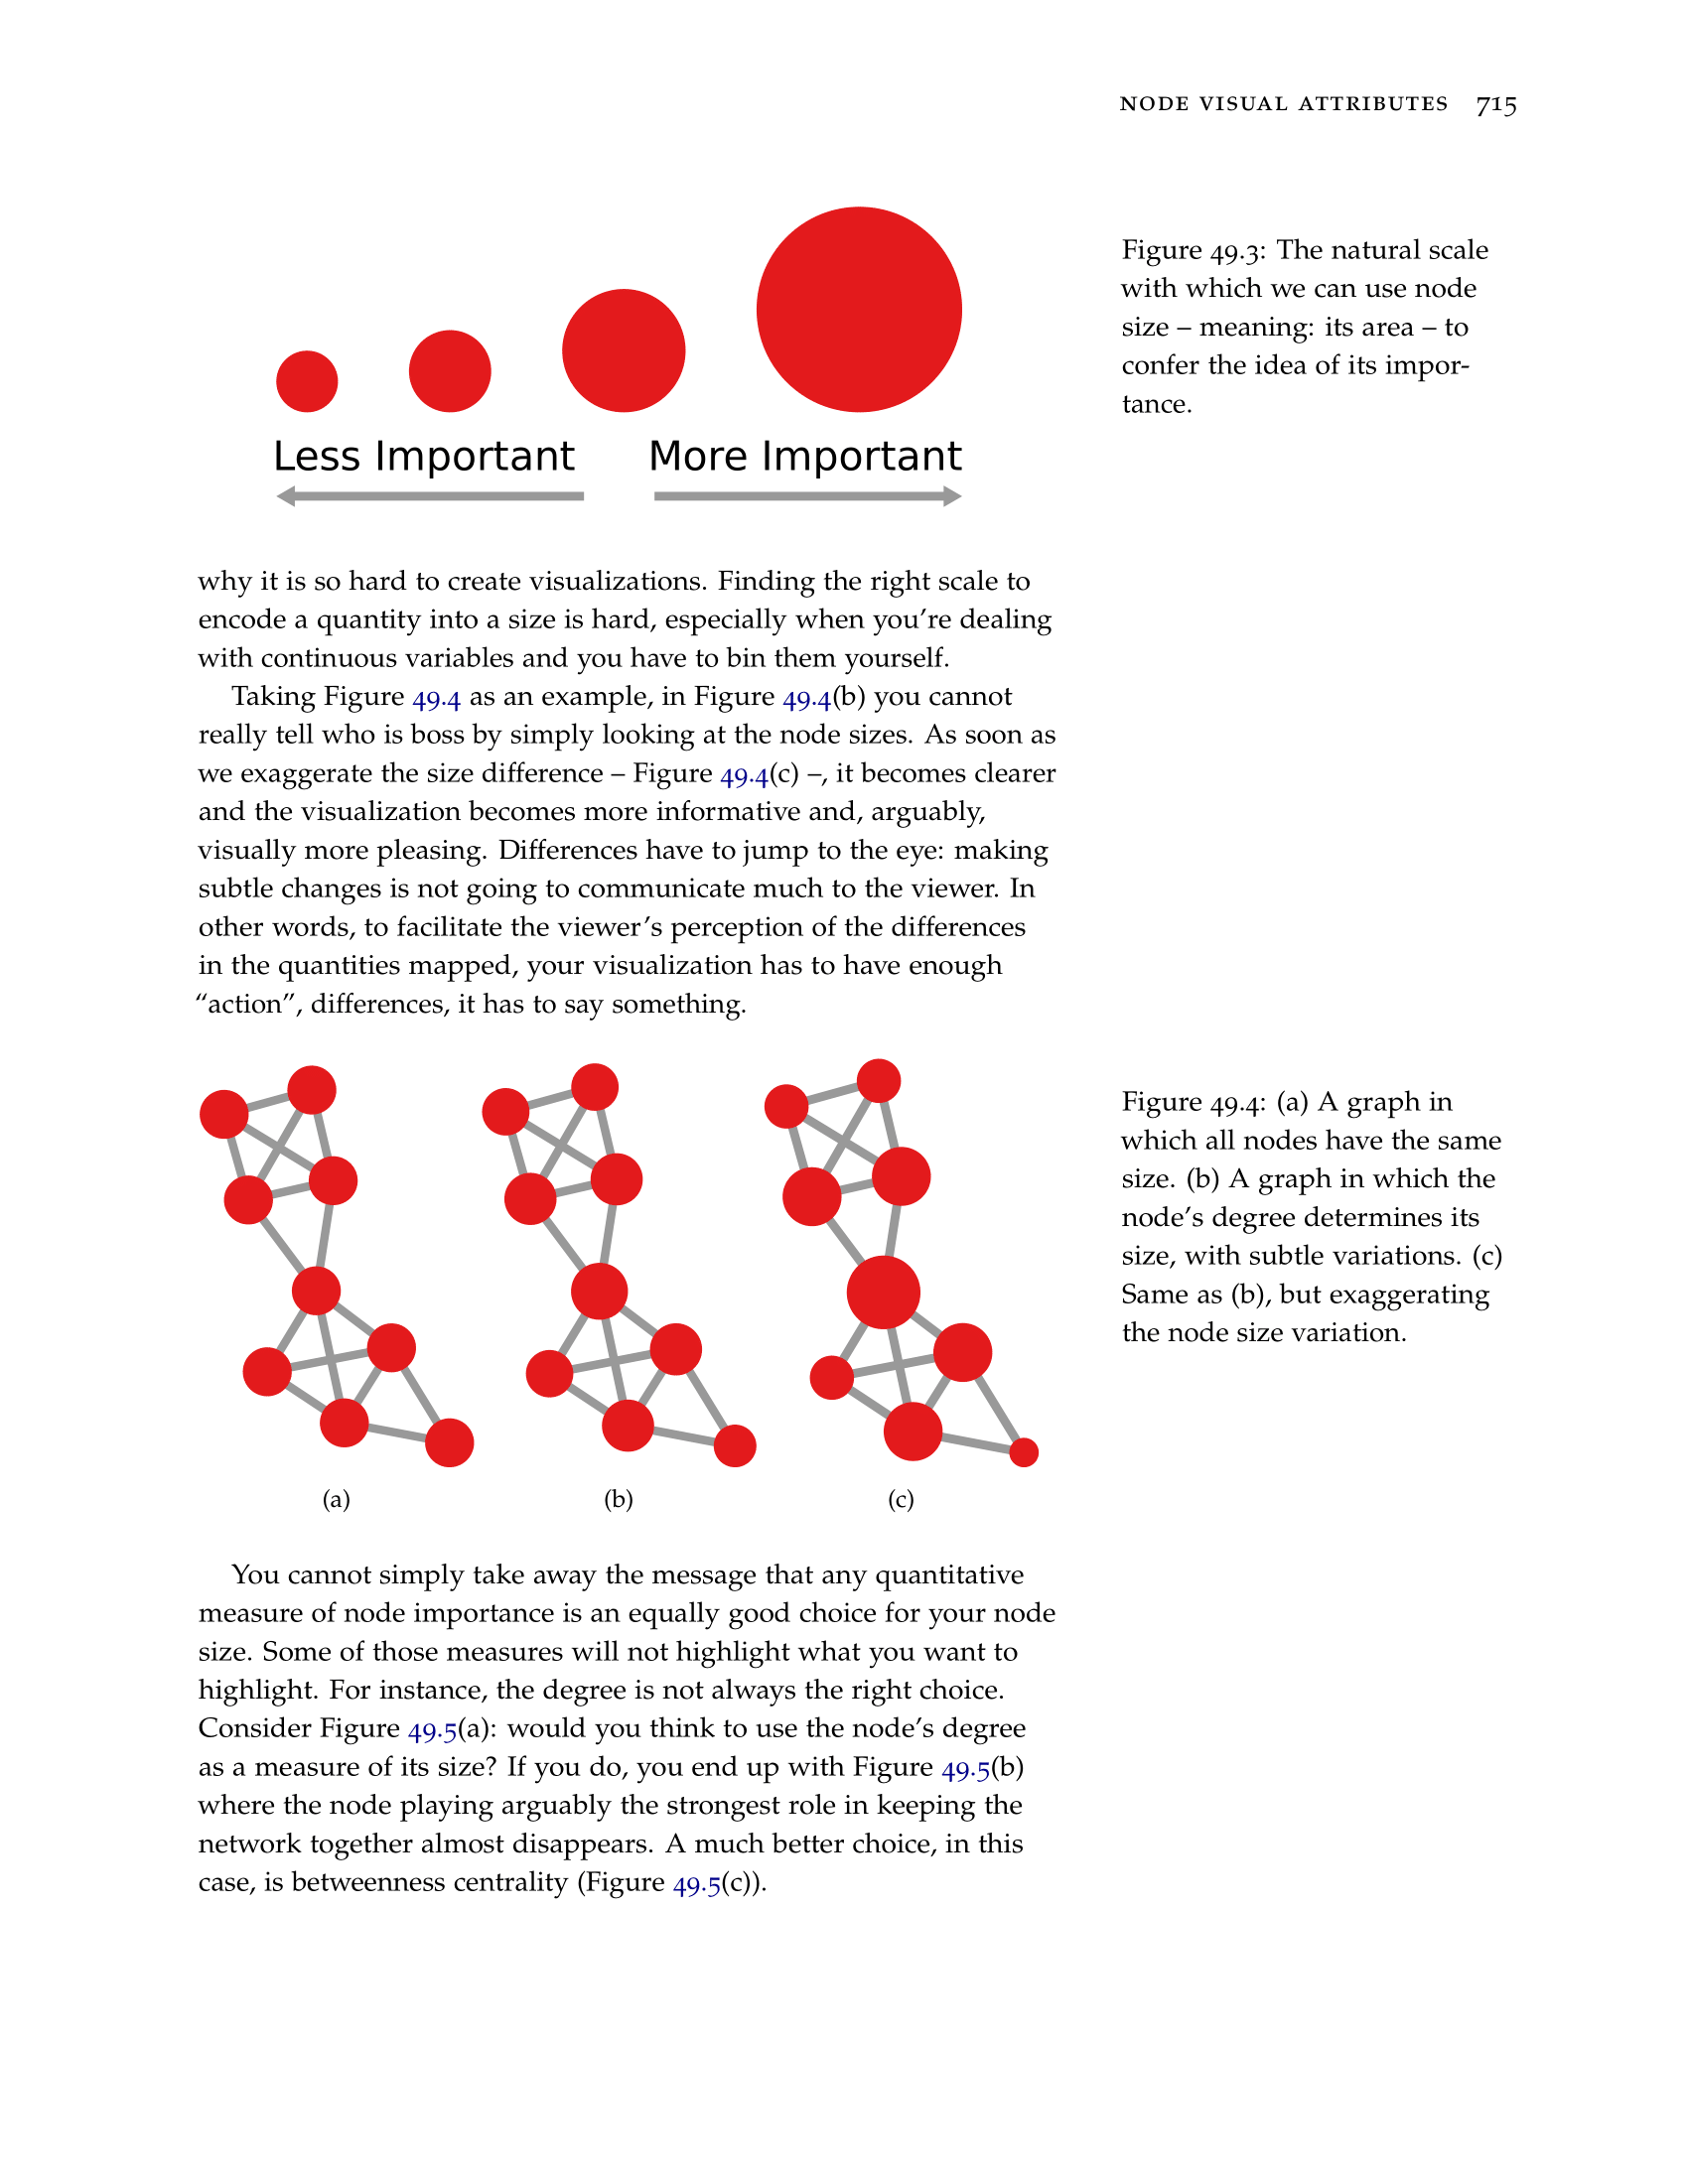 NODE VISUAL ATTRIBUTES 715
Less Important More Important
Figure 49.3: The natural scale
with which we can use node
size – meaning: its area – to
confer the idea of its impor-
tance.
why it is so hard to create visualizations. Finding the right scale to
encode a quantity into a size is hard, especially when you’re dealing
with continuous variables and you have to bin them yourself.
Taking Figure 49.4 as an example, in Figure 49.4(b) you cannot
really tell who is boss by simply looking at the node sizes. As soon as
we exaggerate the size difference – Figure 49.4(c) –, it becomes clearer
and the visualization becomes more informative and, arguably,
visually more pleasing. Differences have to jump to the eye: making
subtle changes is not going to communicate much to the viewer. In
other words, to facilitate the viewer’s perception of the differences
in the quantities mapped, your visualization has to have enough
“action”, differences, it has to say something.
(a) (b) (c)
Figure 49.4: (a) A graph in
which all nodes have the same
size. (b) A graph in which the
node’s degree determines its
size, with subtle variations. (c)
Same as (b), but exaggerating
the node size variation.
You cannot simply take away the message that any quantitative
measure of node importance is an equally good choice for your node
size. Some of those measures will not highlight what you want to
highlight. For instance, the degree is not always the right choice.
Consider Figure 49.5(a): would you think to use the node’s degree
as a measure of its size? If you do, you end up with Figure 49.5(b)
where the node playing arguably the strongest role in keeping the
network together almost disappears. A much better choice, in this
case, is betweenness centrality (Figure 49.5(c)).